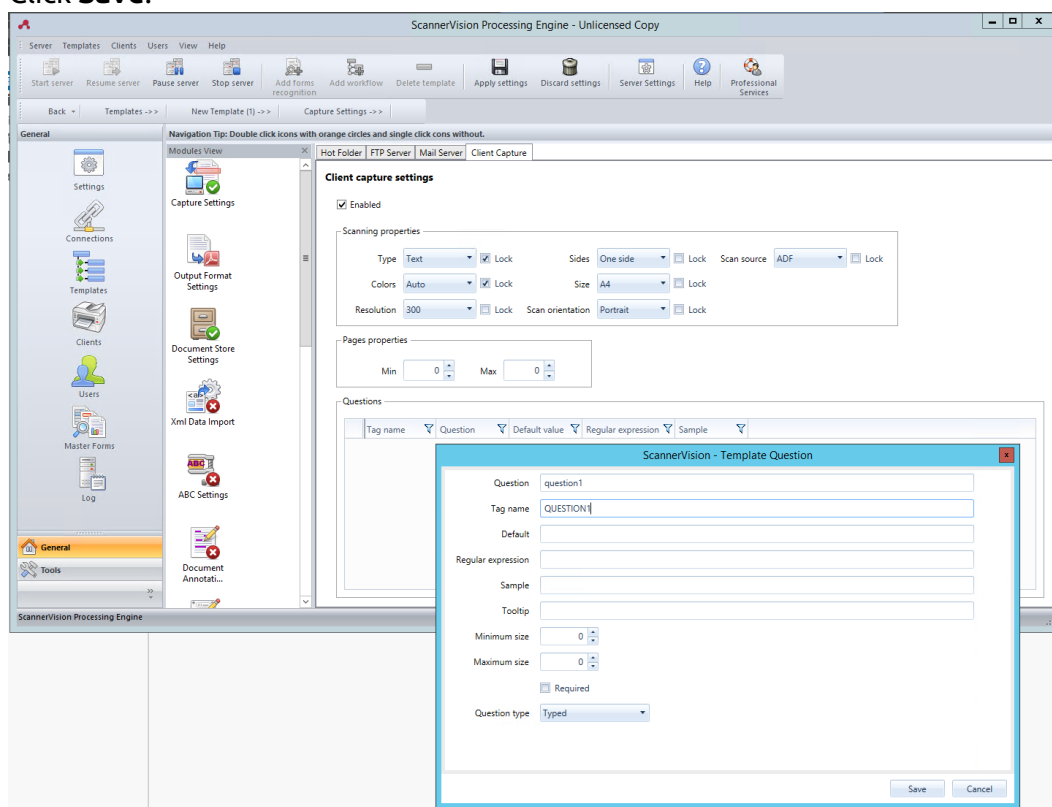 Click Save.
ScannerVision Processing Engine - Unlicensed Copy
Server Templates Clients Users View Help
Start server Resume server Pause server Stop server Add forms recognition Add workflow Delete template Apply settings Discard settings Server Settings Help Professional Services
Back Templates ->> New Template (1) ->> Capture Settings ->>
General
Navigation Tip: Double click icons with orange circles and single click cons without.
Modules View
Hot Folder FTP Server Mail Server Client Capture
Settings
Connections
Templates
Clients
Users
Master Forms
Log
General
Tools
Capture Settings
Output Format
Settings
Document Store
Settings
Xml Data Import
ABC
ABC Settings
Document
Annotati...
Client capture settings
Enabled
Scanning properties
Type Text Lock Sides One side Lock Scan source ADF Lock
Colors Auto Lock Size A4 Lock
Resolution 300 Lock Scan orientation Portrait Lock
Pages properties
Min 0 Max 0
Questions
Tag name Question Default value Regular expression Sample
ScannerVision - Template Question
Question question1
Tag name QUESTION1
Default
Regular expression
Sample
Tooltip
Minimum size 0
Maximum size 0
Required
Question type Typed
Save Cancel
ScannerVision Processing Engine